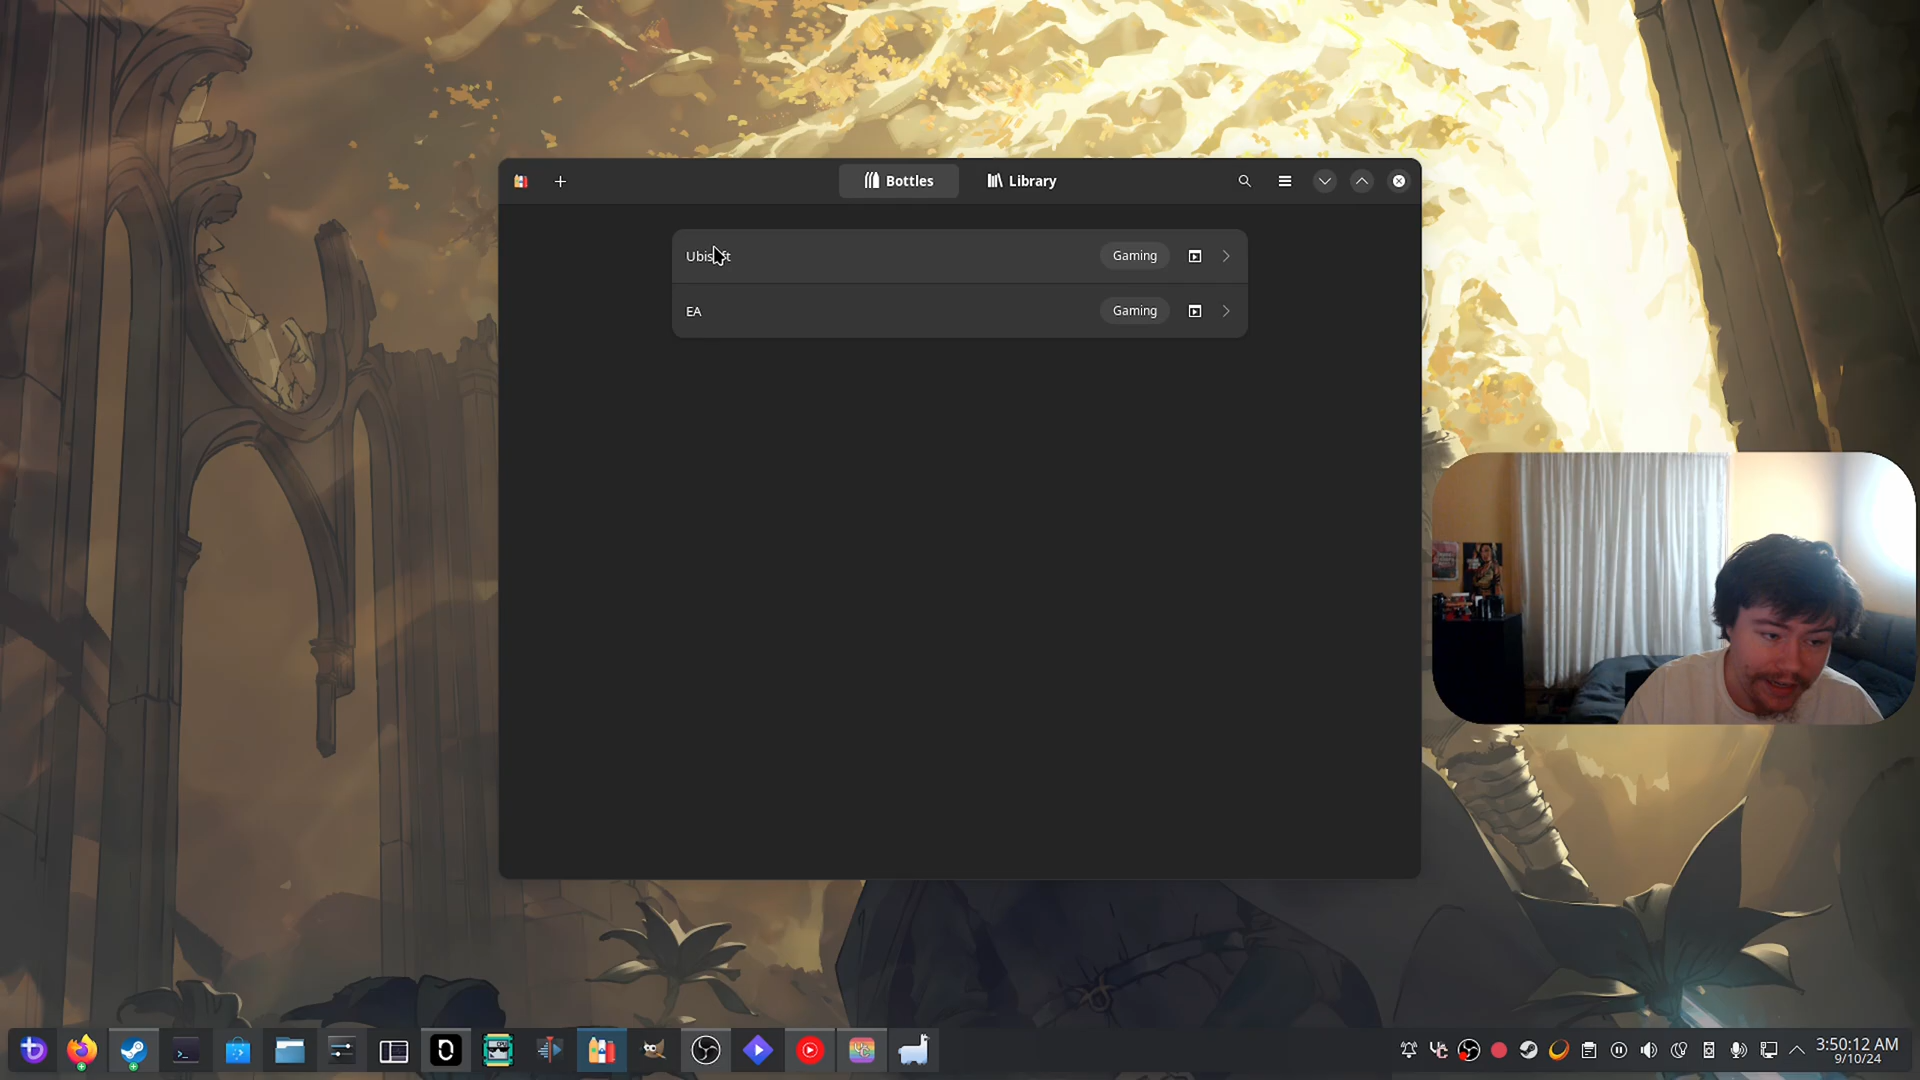 Bottles
Library
Ubisoft
Gaming
EA
Gaming
3:50:12 AM
9/10/24